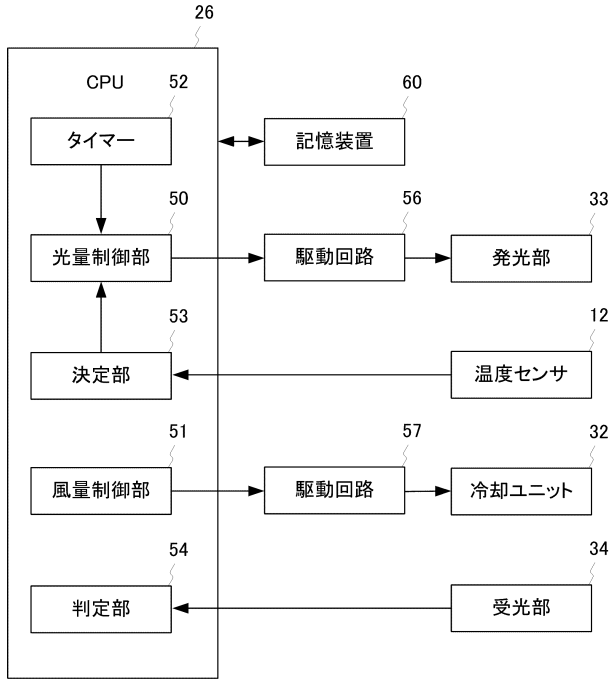 26
CPU
52
タイマー
60
記憶装置
50
光量制御部
56
駆動回路
33
発光部
53
決定部
12
温度センサ
51
風量制御部
57
駆動回路
32
冷却ユニット
54
判定部
34
受光部